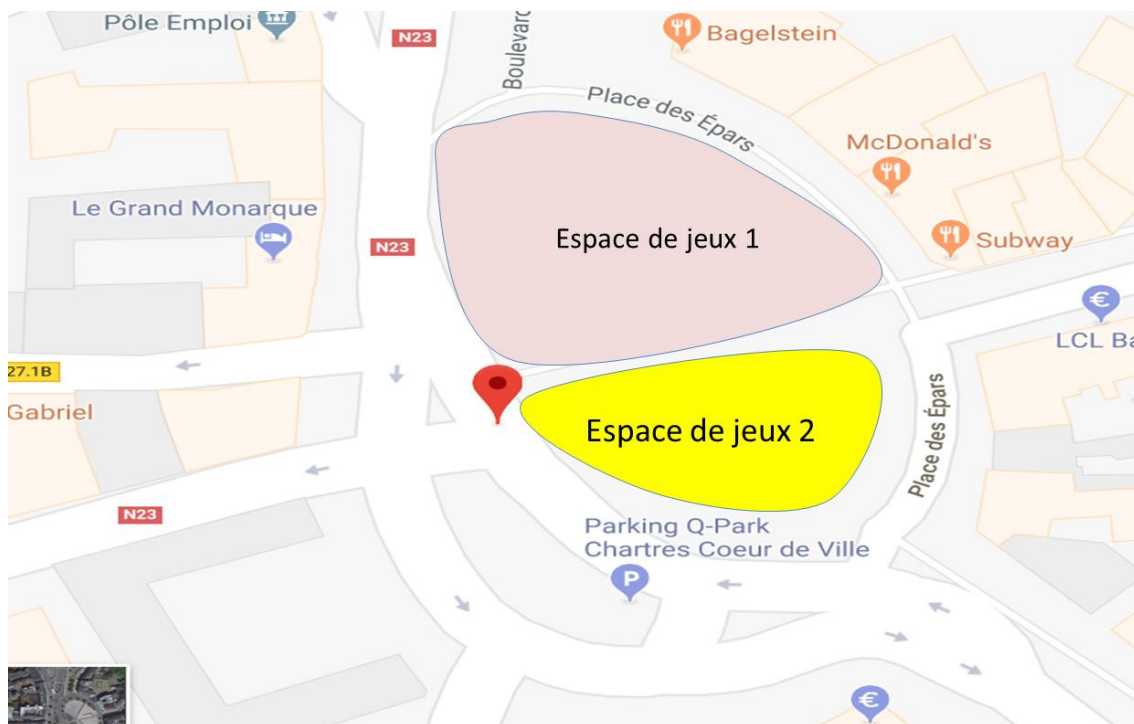 Pôle Emploi
N23
Boulevard
Bagelstein
Place des Épars
McDonald's
Le Grand Monarque
N23
Espace de jeux 1
Subway
LCL Ba
27.1B
Gabriel
Espace de jeux 2
Place des Épars
N23
Parking Q-Park
Chartres Coeur de Ville
P